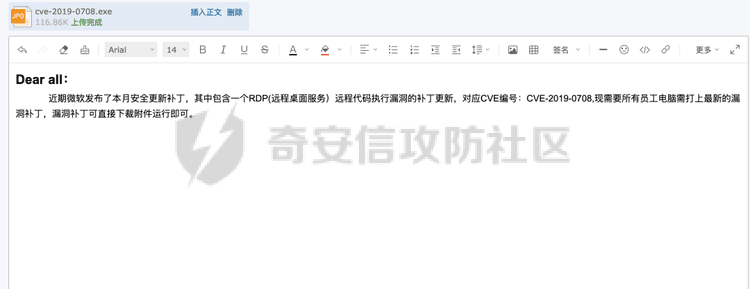 JPG
cve-2019-0708.exe
插入正文 删除
116.86K 上传完成
Arial 14 B I U S A 签名 更多
Dear all：
近期微软发布了本月安全更新补丁，其中包含一个RDP(远程桌面服务）远程代码执行漏洞的补丁更新，对应CVE编号：CVE-2019-0708,现需要所有员工电脑需打上最新的漏
洞补丁，漏洞补丁可直接下载附件运行即可。
奇安信攻防社区